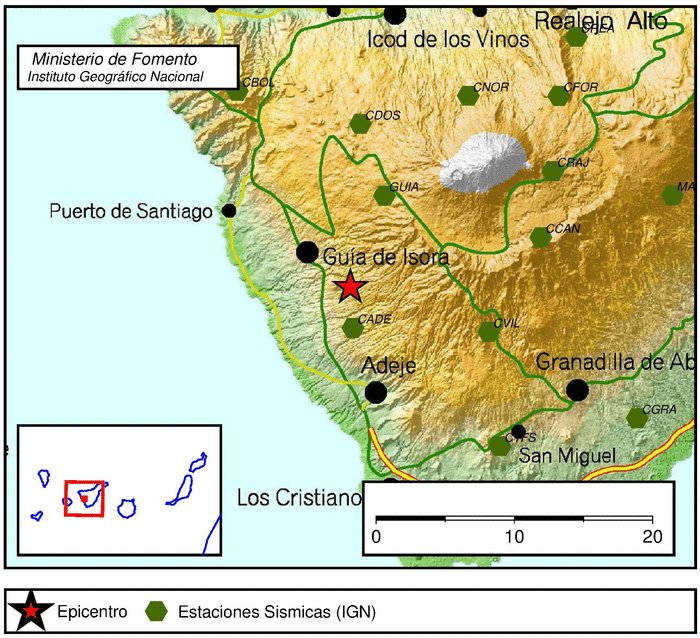 Realejo Alto
CREA
Icod de los Vinos
Ministerio de Fomento
Instituto Geográfico Nacional
CBOL
CNOR
CFOR
CDOS
CRAJ
GUIA
Puerto de Santiago
CCAN
Guía de Isora
CADE
CVIL
Adeje
Granadilla de Ab
CGRA
San Miguel
Los Cristiano
0 10 20
Epicentro
Estaciones Sismicas (IGN)